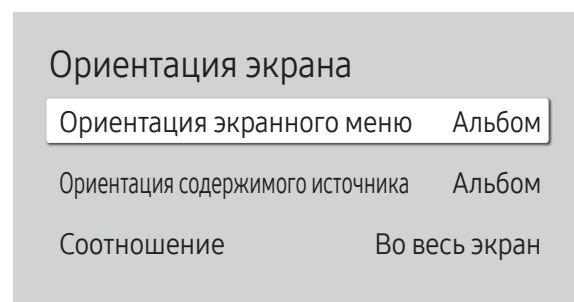 Ориентация экрана
Ориентация экранного меню Альбом
Ориентация содержимого источника Альбом
Соотношение Во весь экран